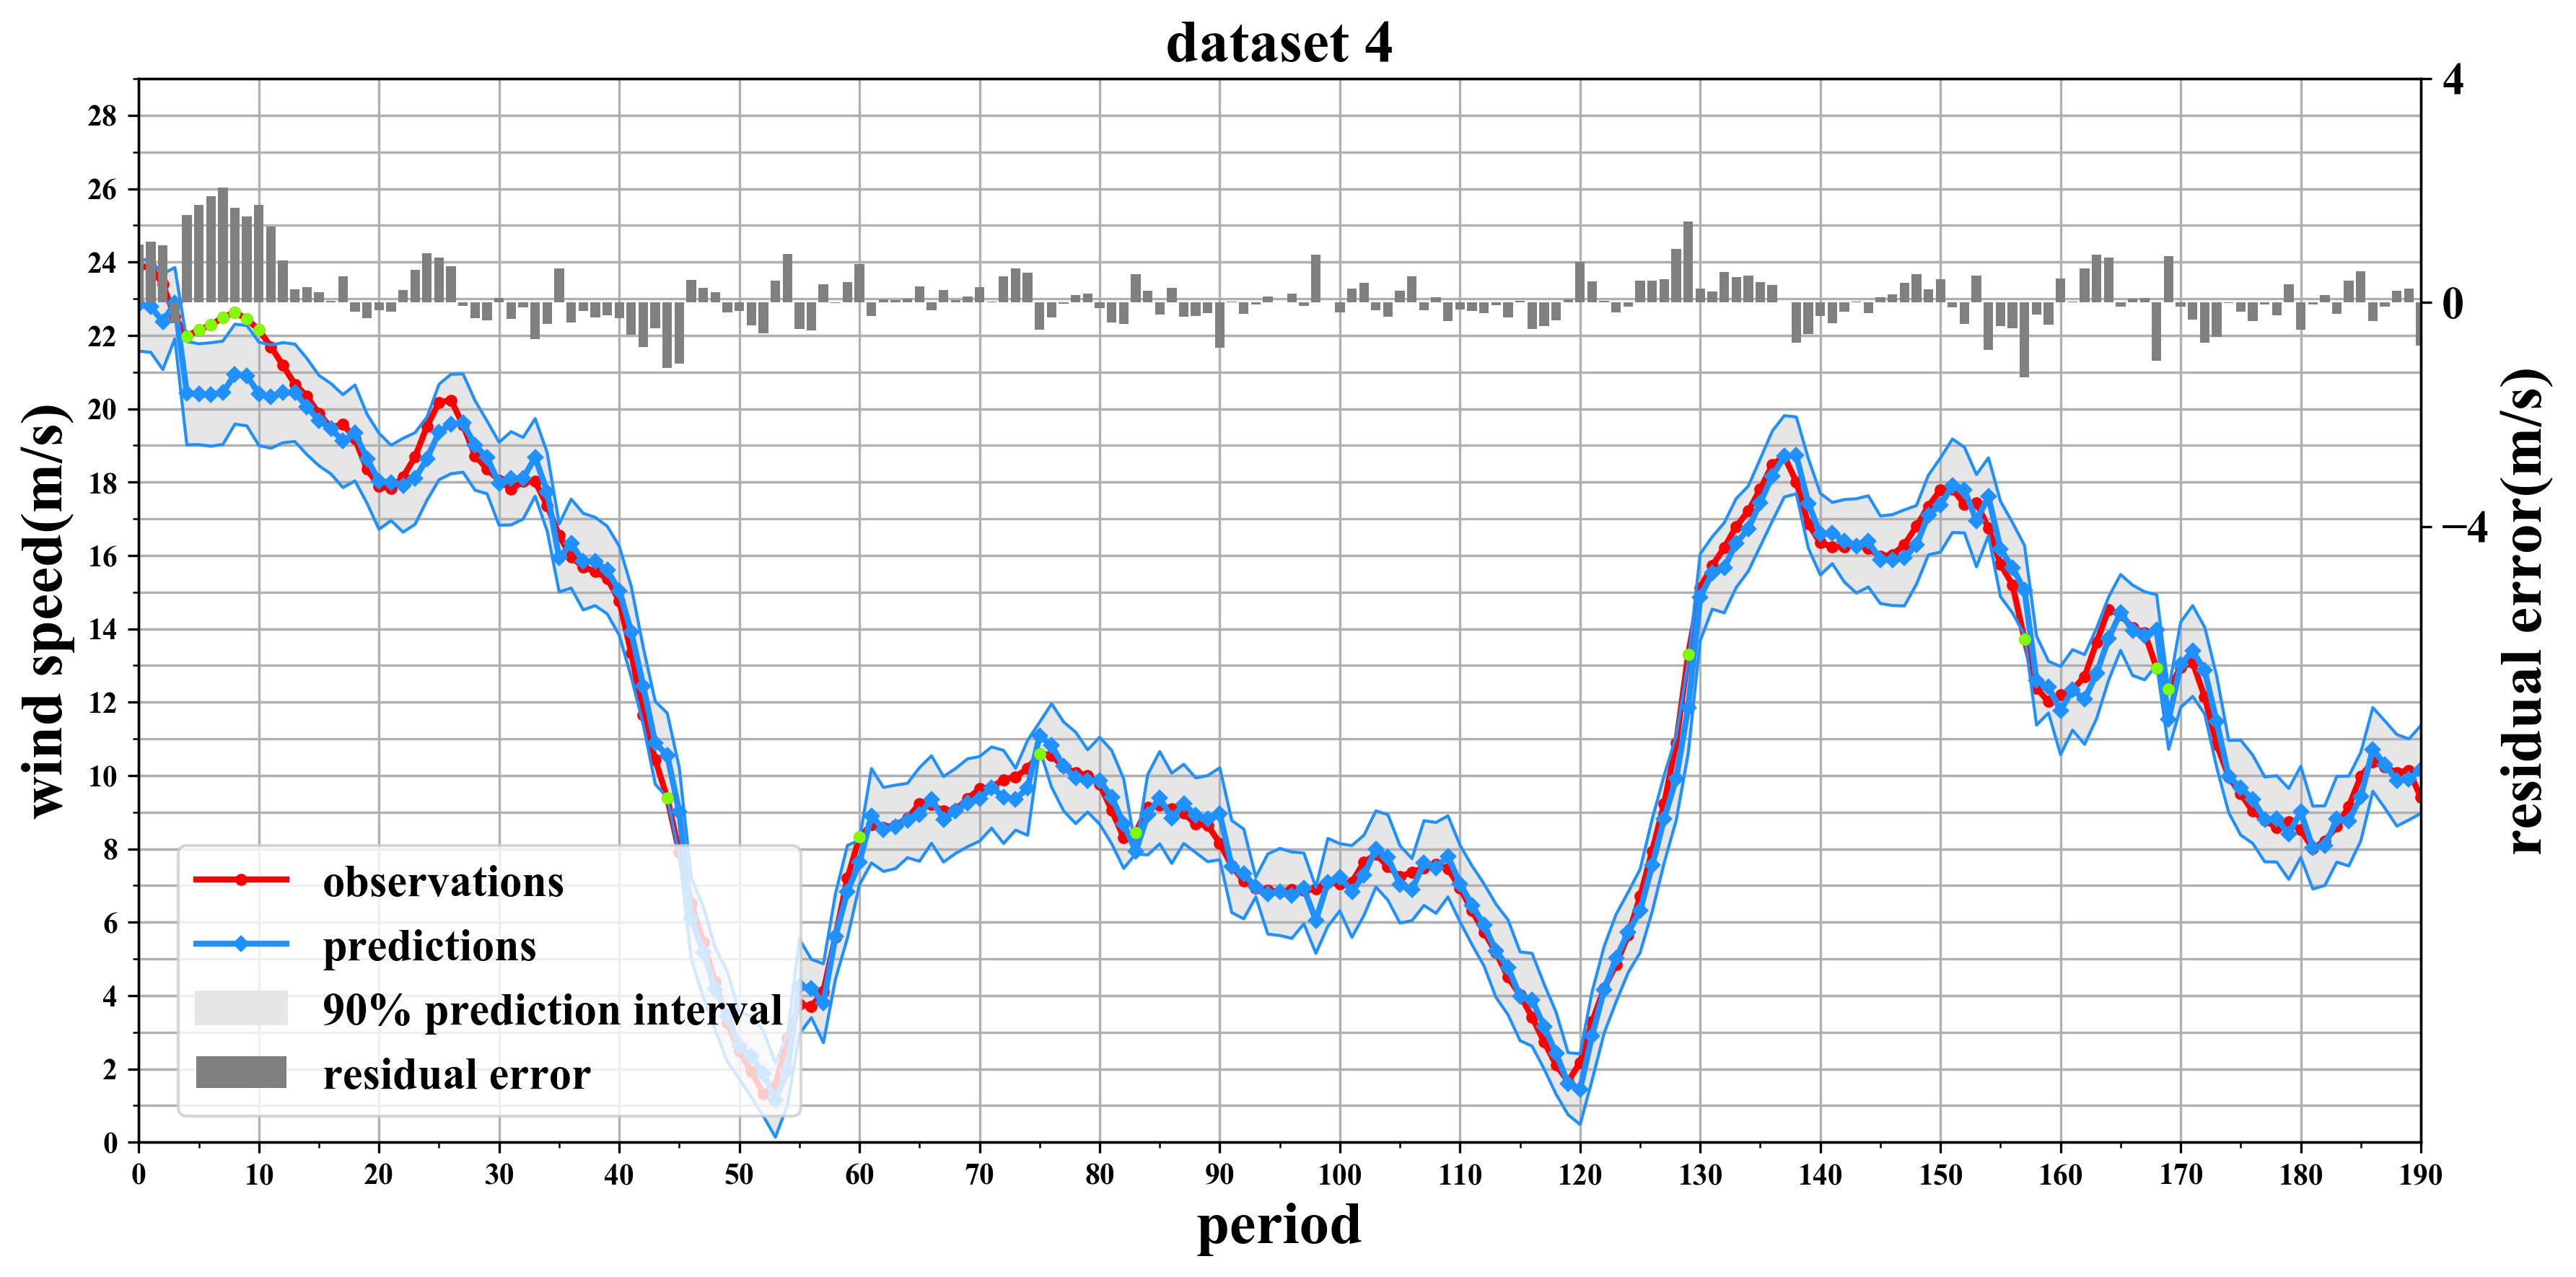 dataset 4
28
26
24
22
20
18
16
14
12
10
8
6
4
2
0
wind speed(m/s)
4
0
−4
residual error(m/s)
observations
predictions
90% prediction interval
residual error
0 10 20 30 40 50 60 70 80 90 100 110 120 130 140 150 160 170 180 190
period